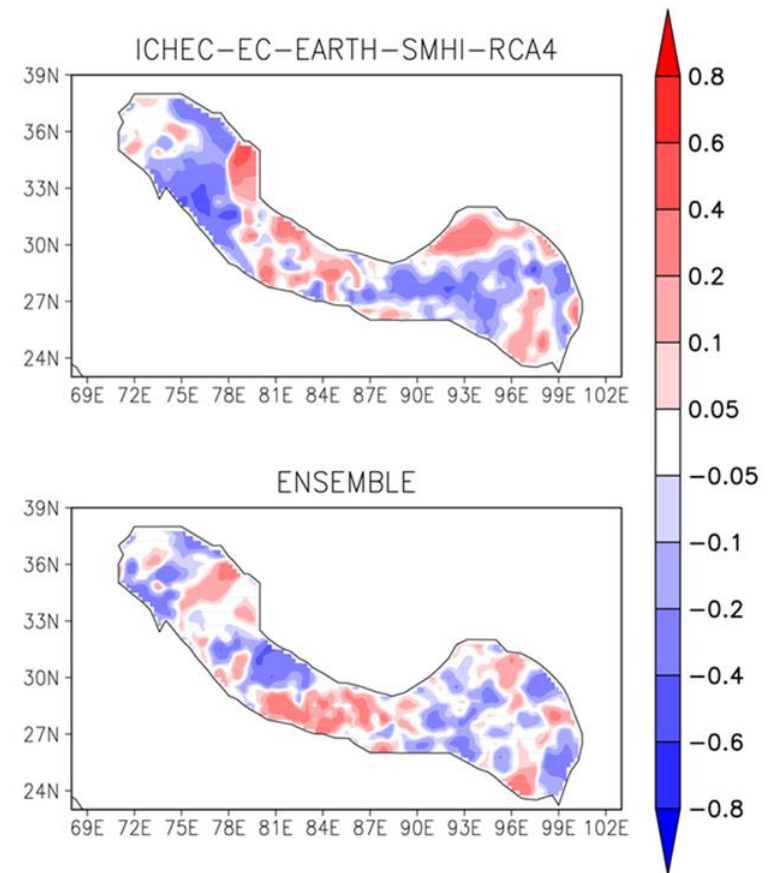 ICHEC-EC-EARTH-SMHI-RCA4
39N
36N
33N
30N
27N
24N
69E 72E 75E 78E 81E 84E 87E 90E 93E 96E 99E 102E
ENSEMBLE
39N
36N
33N
30N
27N
24N
69E 72E 75E 78E 81E 84E 87E 90E 93E 96E 99E 102E
0.8
0.6
0.4
0.2
0.1
0.05
-0.05
-0.1
-0.2
-0.4
-0.6
-0.8